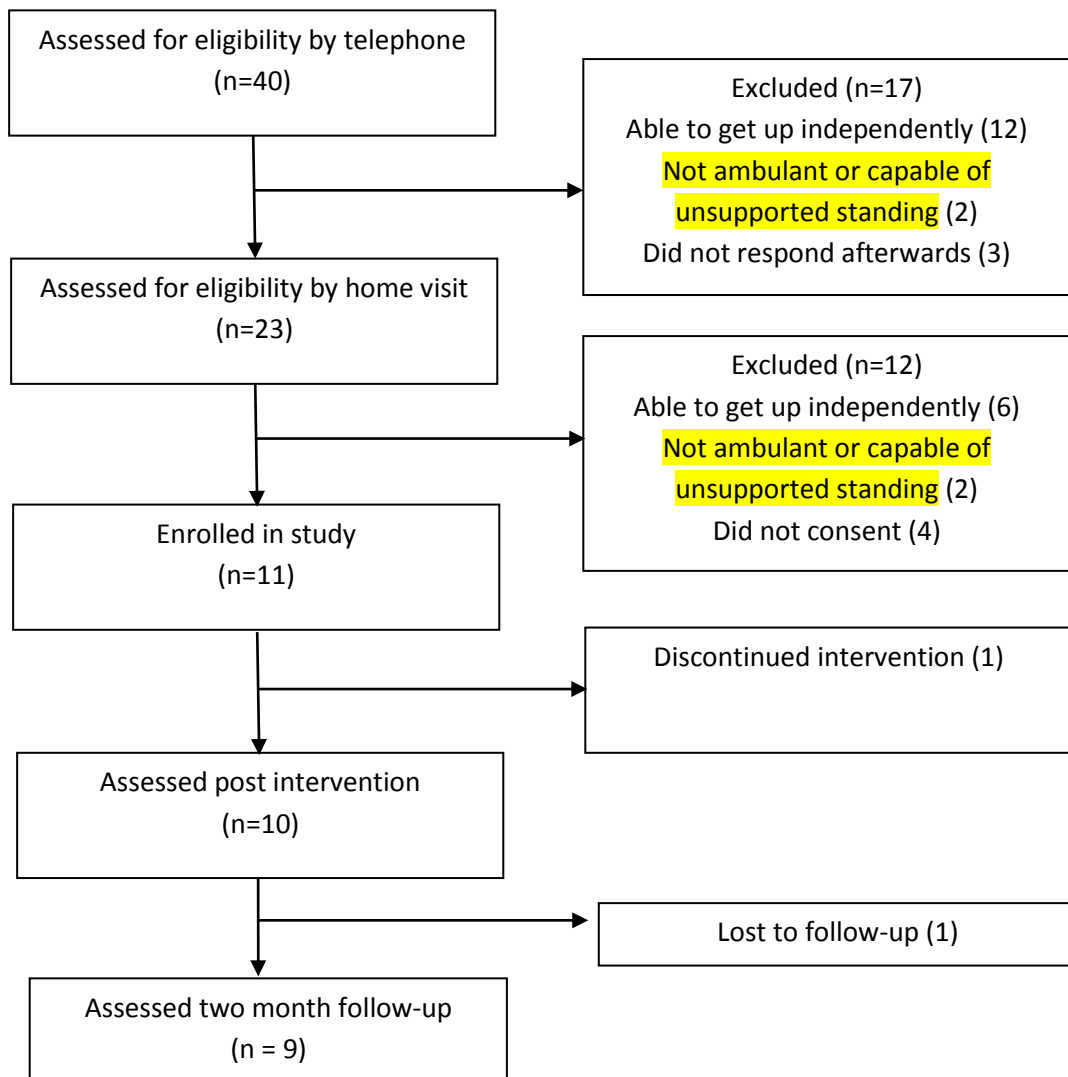 Assessed for eligibility by telephone
(n=40)
Excluded (n=17)
Able to get up independently (12)
Not ambulant or capable of
unsupported standing (2)
Did not respond afterwards (3)
Assessed for eligibility by home visit
(n=23)
Excluded (n=12)
Able to get up independently (6)
Not ambulant or capable of
unsupported standing (2)
Did not consent (4)
Enrolled in study
(n=11)
Discontinued intervention (1)
Assessed post intervention
(n=10)
Lost to follow-up (1)
Assessed two month follow-up
(n = 9)